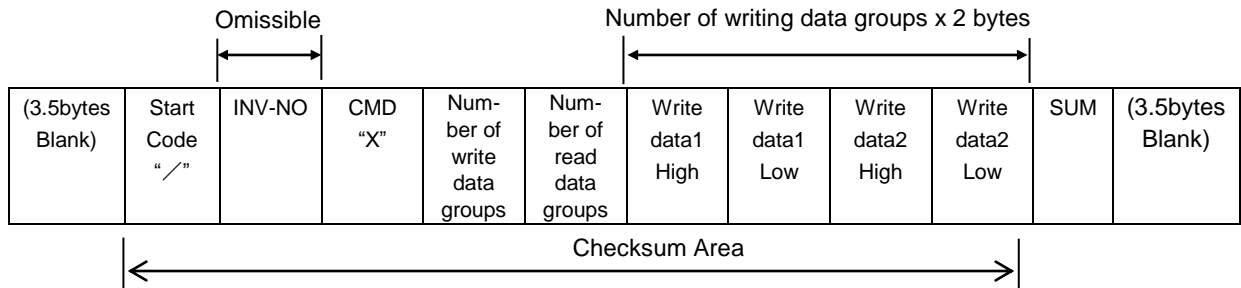 Omissible
Number of writing data groups x 2 bytes
(3.5bytes
Blank)
Start
Code
“／”
INV-NO
CMD
“X”
Num-
ber of
write
data
groups
Num-
ber of
read
data
groups
Write
data1
High
Write
data1
Low
Write
data2
High
Write
data2
Low
SUM
(3.5bytes
Blank)
Checksum Area